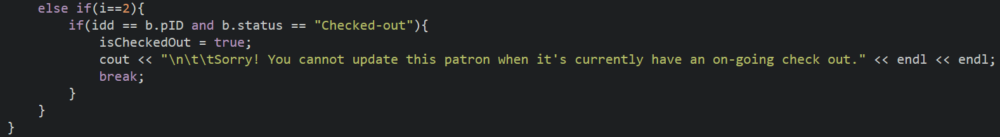 else if(i==2){
if(idd == b.pID and b.status == "Checked-out"){
isCheckedOut = true;
cout << "\n\t\tSorry! You cannot update this patron when it's currently have an on-going check out." << endl << endl;
break;
}
}
}